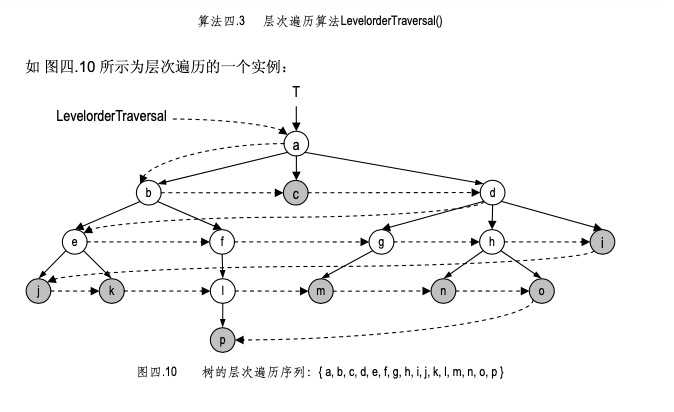 算法四.3 层次遍历算法LevelorderTraversal()
如 图四.10 所示为层次遍历的一个实例：
T
LevelorderTraversal
a
b c d
e f g h i
j k l m n o
p
图四.10 树的层次遍历序列：{ a, b, c, d, e, f, g, h, i, j, k, l, m, n, o, p }